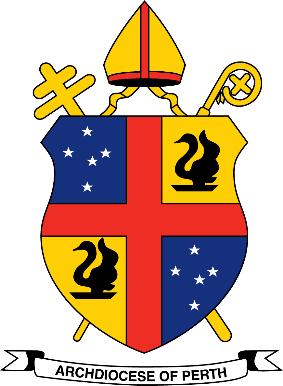 ARCHDIOCESE OF PERTH